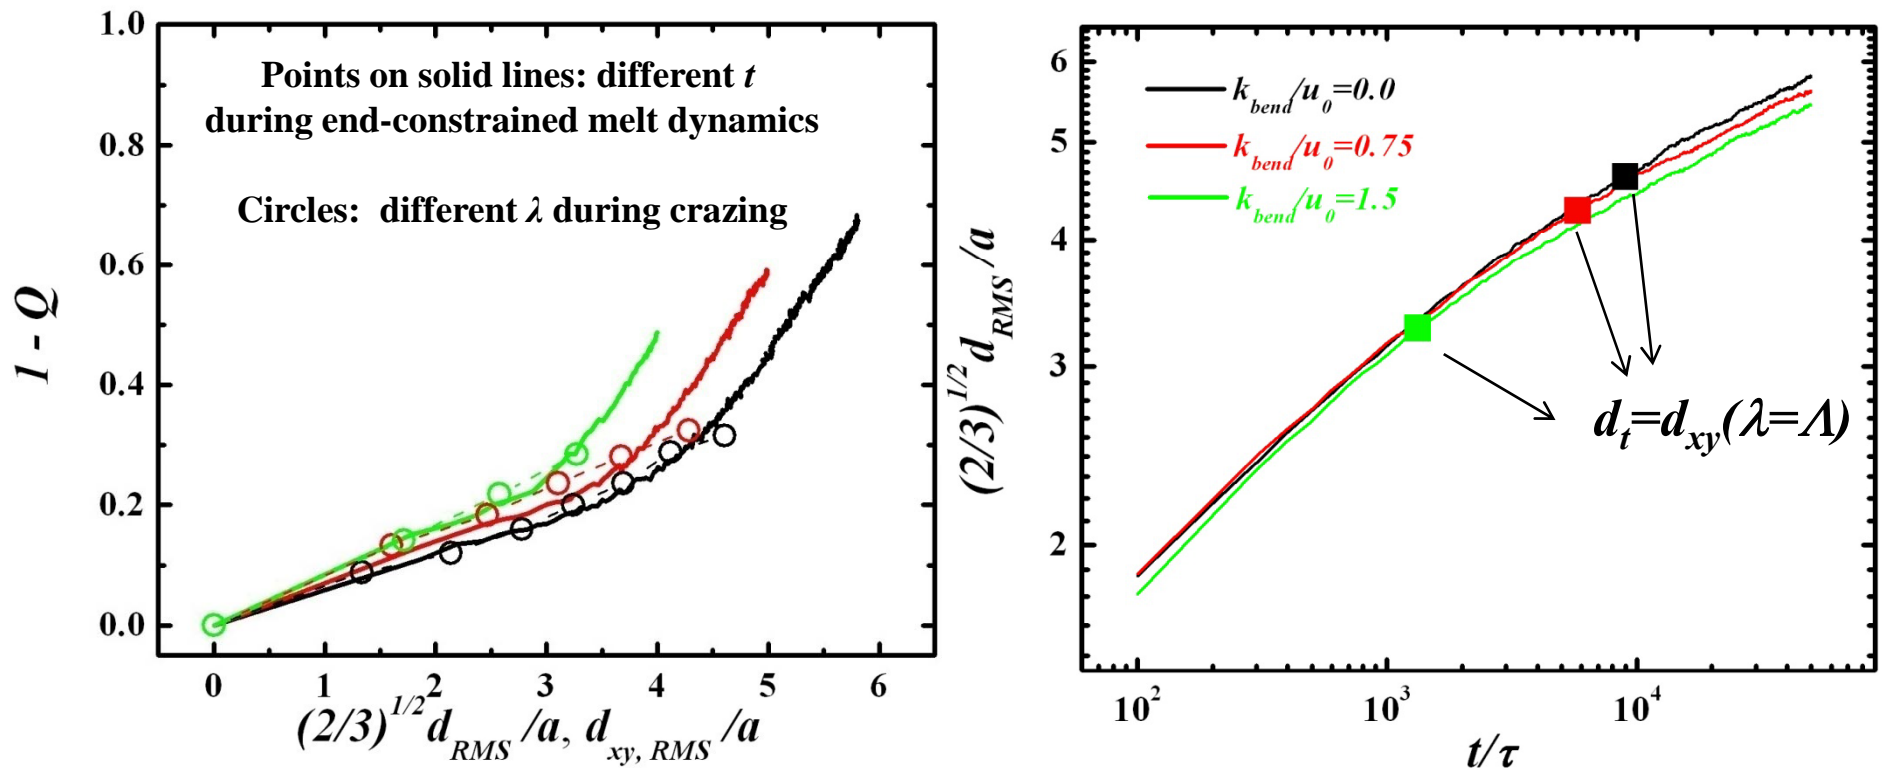 1.0
0.8
0.6
0.4
0.2
0.0
1 - Q
Points on solid lines: different t
during end-constrained melt dynamics
Circles: different λ during crazing
0 1 2 3 4 5 6
(2/3)^1/2 d_RMS /a, d_xy, RMS /a
6
5
4
3
2
(2/3)^1/2 d_RMS /a
k_bend/u_0=0.0
k_bend/u_0=0.75
k_bend/u_0=1.5
d_t=d_xy(λ=Λ)
10^2 10^3 10^4
t/τ